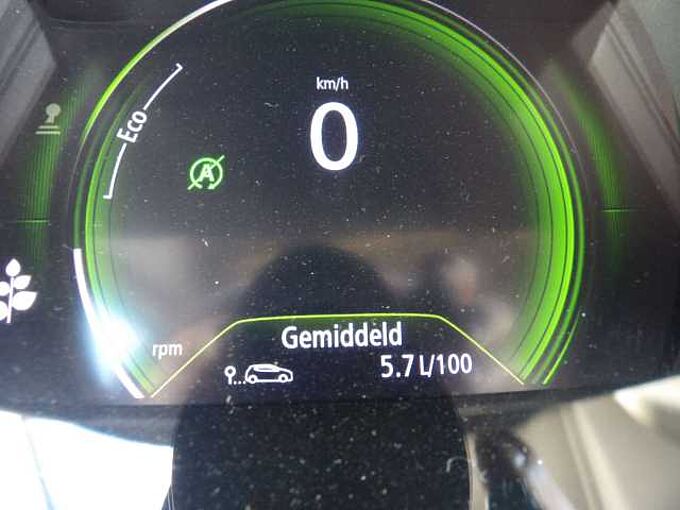 km/h
0
Eco
A
rpm
Gemiddeld
5.7 L/100